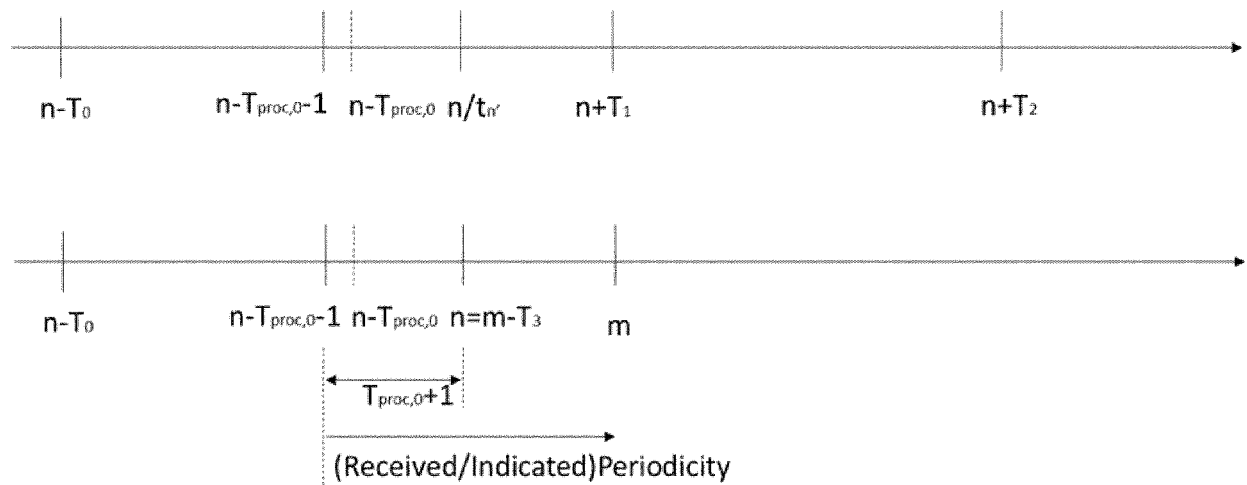 n-T₀ n-Tproc,0-1 n-Tproc,0 n/tn' n+T₁ n+T₂
n-T₀ n-Tproc,0-1 n-Tproc,0 n=m-T₃ m
Tproc,0+1
(Received/Indicated)Periodicity